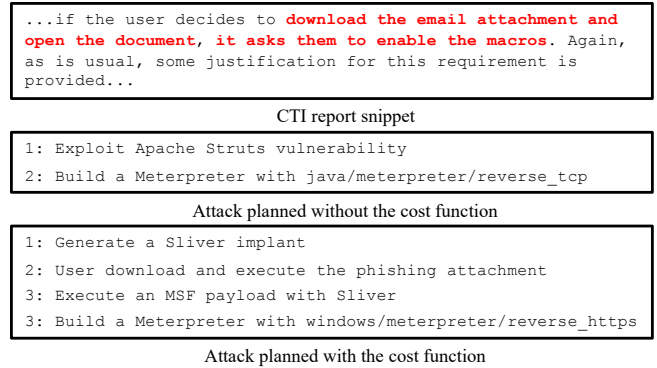 ...if the user decides to download the email attachment and
open the document, it asks them to enable the macros. Again,
as is usual, some justification for this requirement is
provided...
CTI report snippet
1: Exploit Apache Struts vulnerability
2: Build a Meterpreter with java/meterpreter/reverse_tcp
Attack planned without the cost function
1: Generate a Sliver implant
2: User download and execute the phishing attachment
3: Execute an MSF payload with Sliver
3: Build a Meterpreter with windows/meterpreter/reverse_https
Attack planned with the cost function